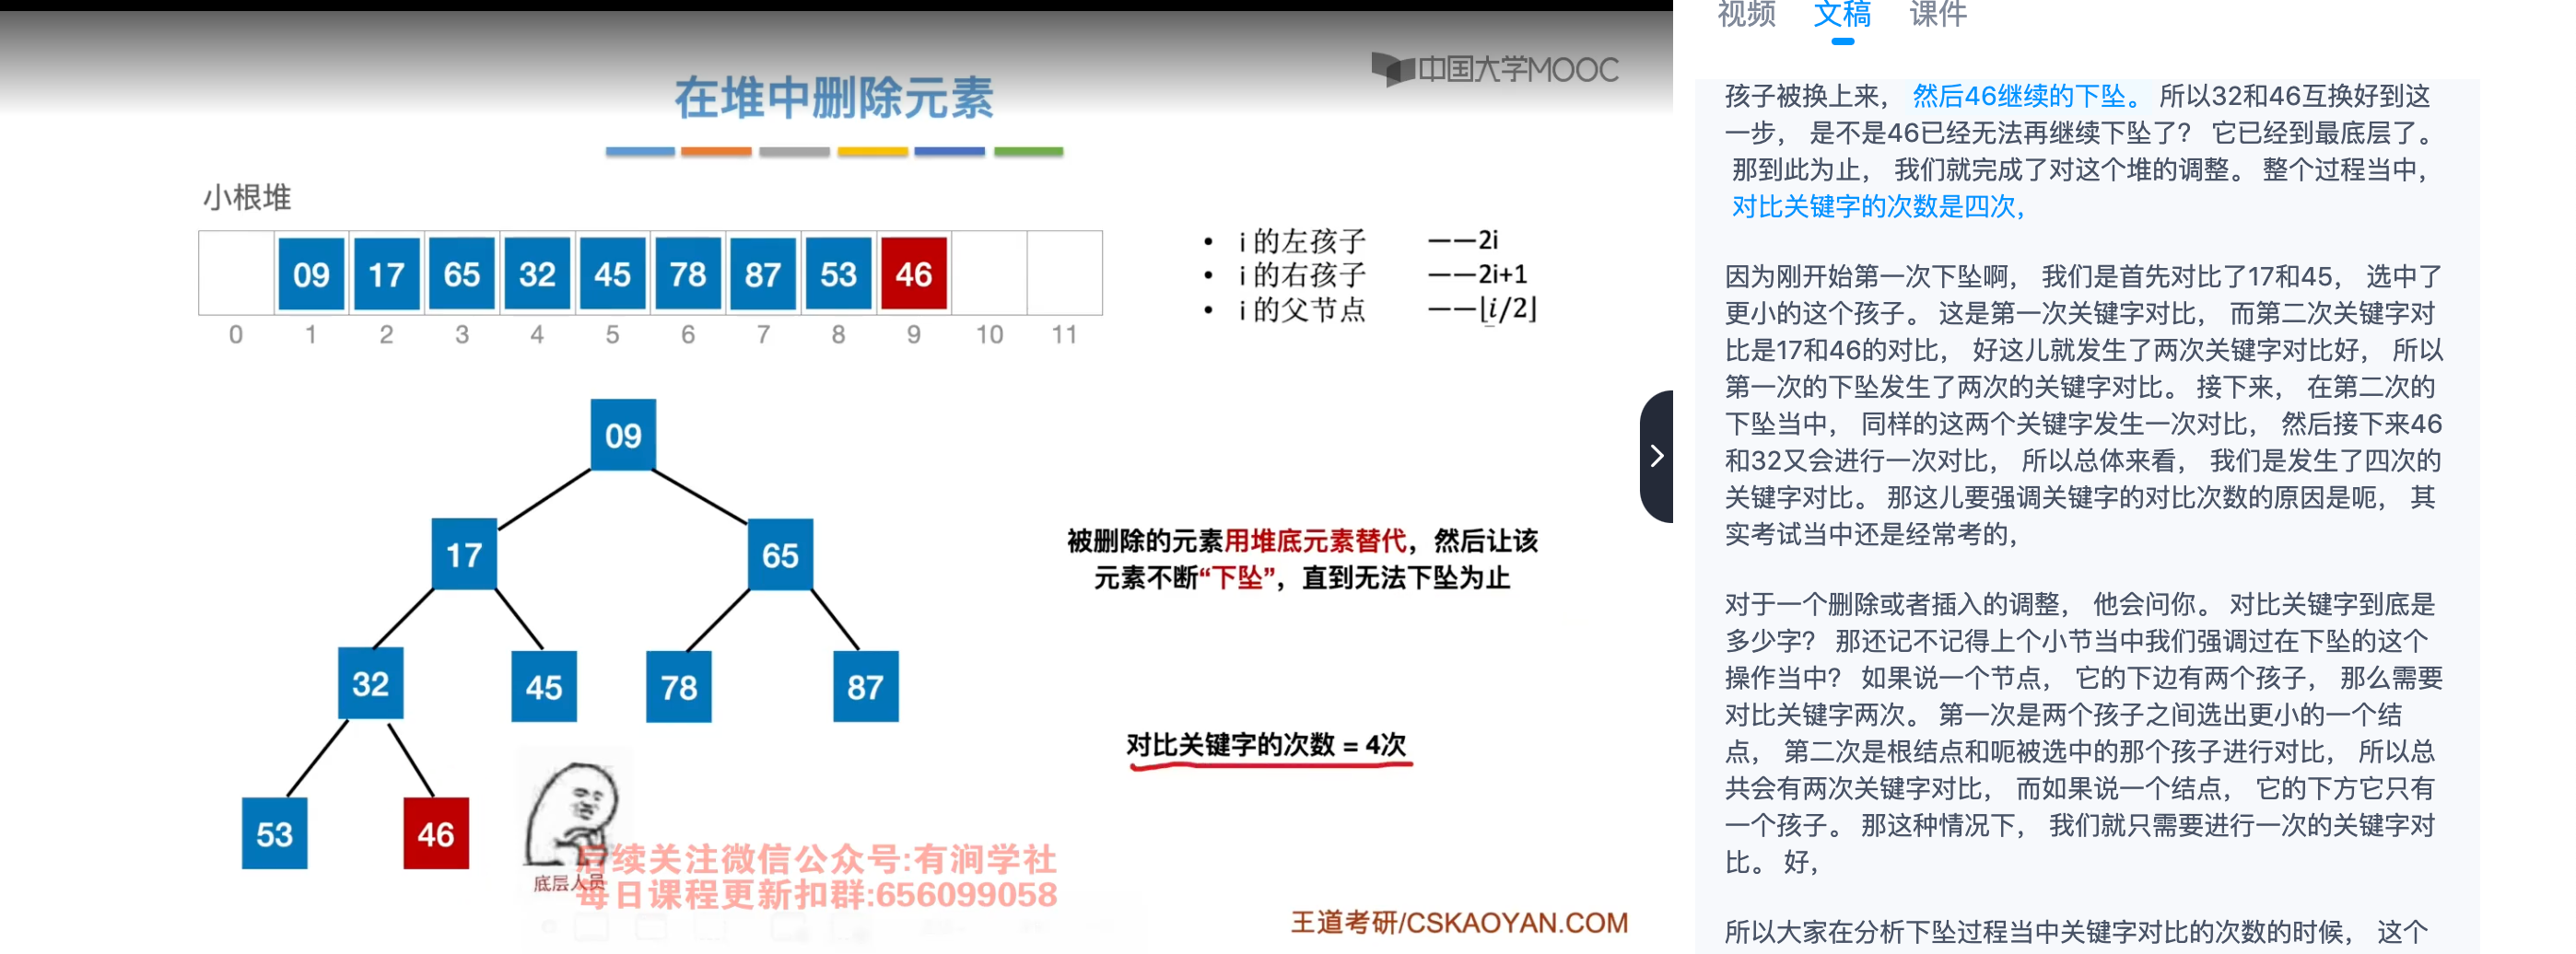 中国大学MOOC
在堆中删除元素
小根堆
09 17 65 32 45 78 87 53 46
0 1 2 3 4 5 6 7 8 9 10 11
• i 的左孩子 ——2i
• i 的右孩子 ——2i+1
• i 的父节点 ——⌊i/2⌋
09
17 65
32 45 78 87
53 46
被删除的元素用堆底元素替代，然后让该
元素不断“下坠”，直到无法下坠为止
对比关键字的次数 = 4次
底层人员
后续关注微信公众号:有涧学社
每日课程更新扣群:656099058
王道考研/CSKAOYAN.COM
视频 文稿 课件
孩子被换上来， 然后46继续的下坠。 所以32和46互换好到这
一步， 是不是46已经无法再继续下坠了? 它已经到最底层了。
那到此为止， 我们就完成了对这个堆的调整。 整个过程当中，
对比关键字的次数是四次，
因为刚开始第一次下坠啊， 我们是首先对比了17和45， 选中了
更小的这个孩子。 这是第一次关键字对比， 而第二次关键字对
比是17和46的对比， 好这儿就发生了两次关键字对比好， 所以
第一次的下坠发生了两次的关键字对比。 接下来， 在第二次的
下坠当中， 同样的这两个关键字发生一次对比， 然后接下来46
和32又会进行一次对比， 所以总体来看， 我们是发生了四次的
关键字对比。 那这儿要强调关键字的对比次数的原因是呃， 其
实考试当中还是经常考的，
对于一个删除或者插入的调整， 他会问你。 对比关键字到底是
多少字? 那还记不记得上个小节当中我们强调过在下坠的这个
操作当中? 如果说一个节点， 它的下边有两个孩子， 那么需要
对比关键字两次。 第一次是两个孩子之间选出更小的一个结
点， 第二次是根结点和呃被选中的那个孩子进行对比， 所以总
共会有两次关键字对比， 而如果说一个结点， 它的下方它只有
一个孩子。 那这种情况下， 我们就只需要进行一次的关键字对
比。 好，
所以大家在分析下坠过程当中关键字对比的次数的时候， 这个